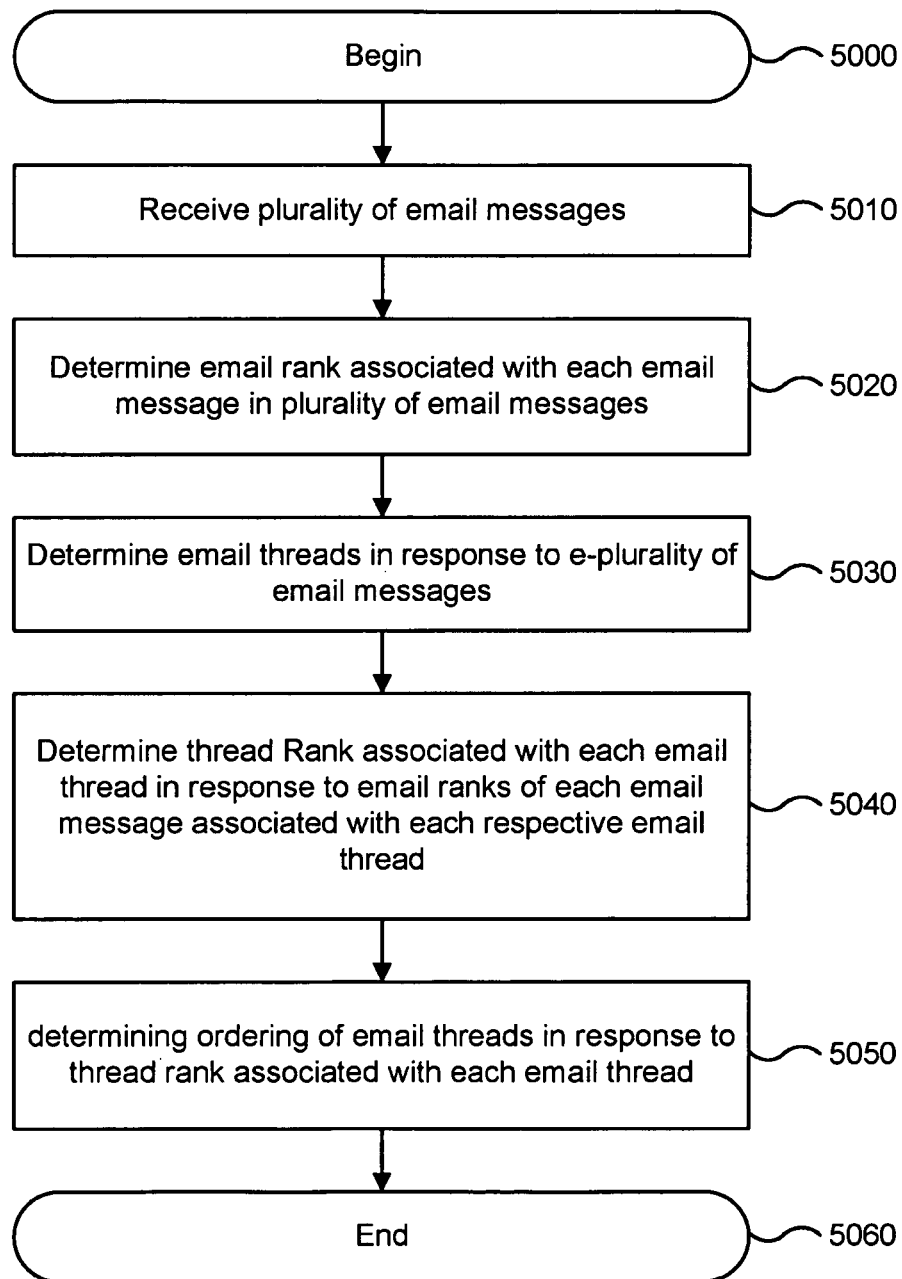 Begin
5000
Receive plurality of email messages
5010
Determine email rank associated with each email
message in plurality of email messages
5020
Determine email threads in response to e-plurality of
email messages
5030
Determine thread Rank associated with each email
thread in response to email ranks of each email
message associated with each respective email
thread
5040
determining ordering of email threads in response to
thread rank associated with each email thread
5050
End
5060